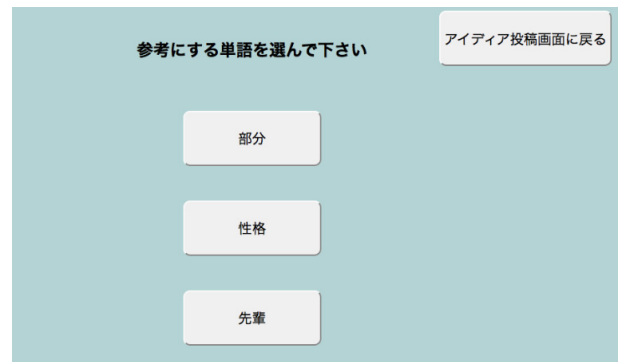 アイディア投稿画面に戻る
参考にする単語を選んで下さい
部分
性格
先輩